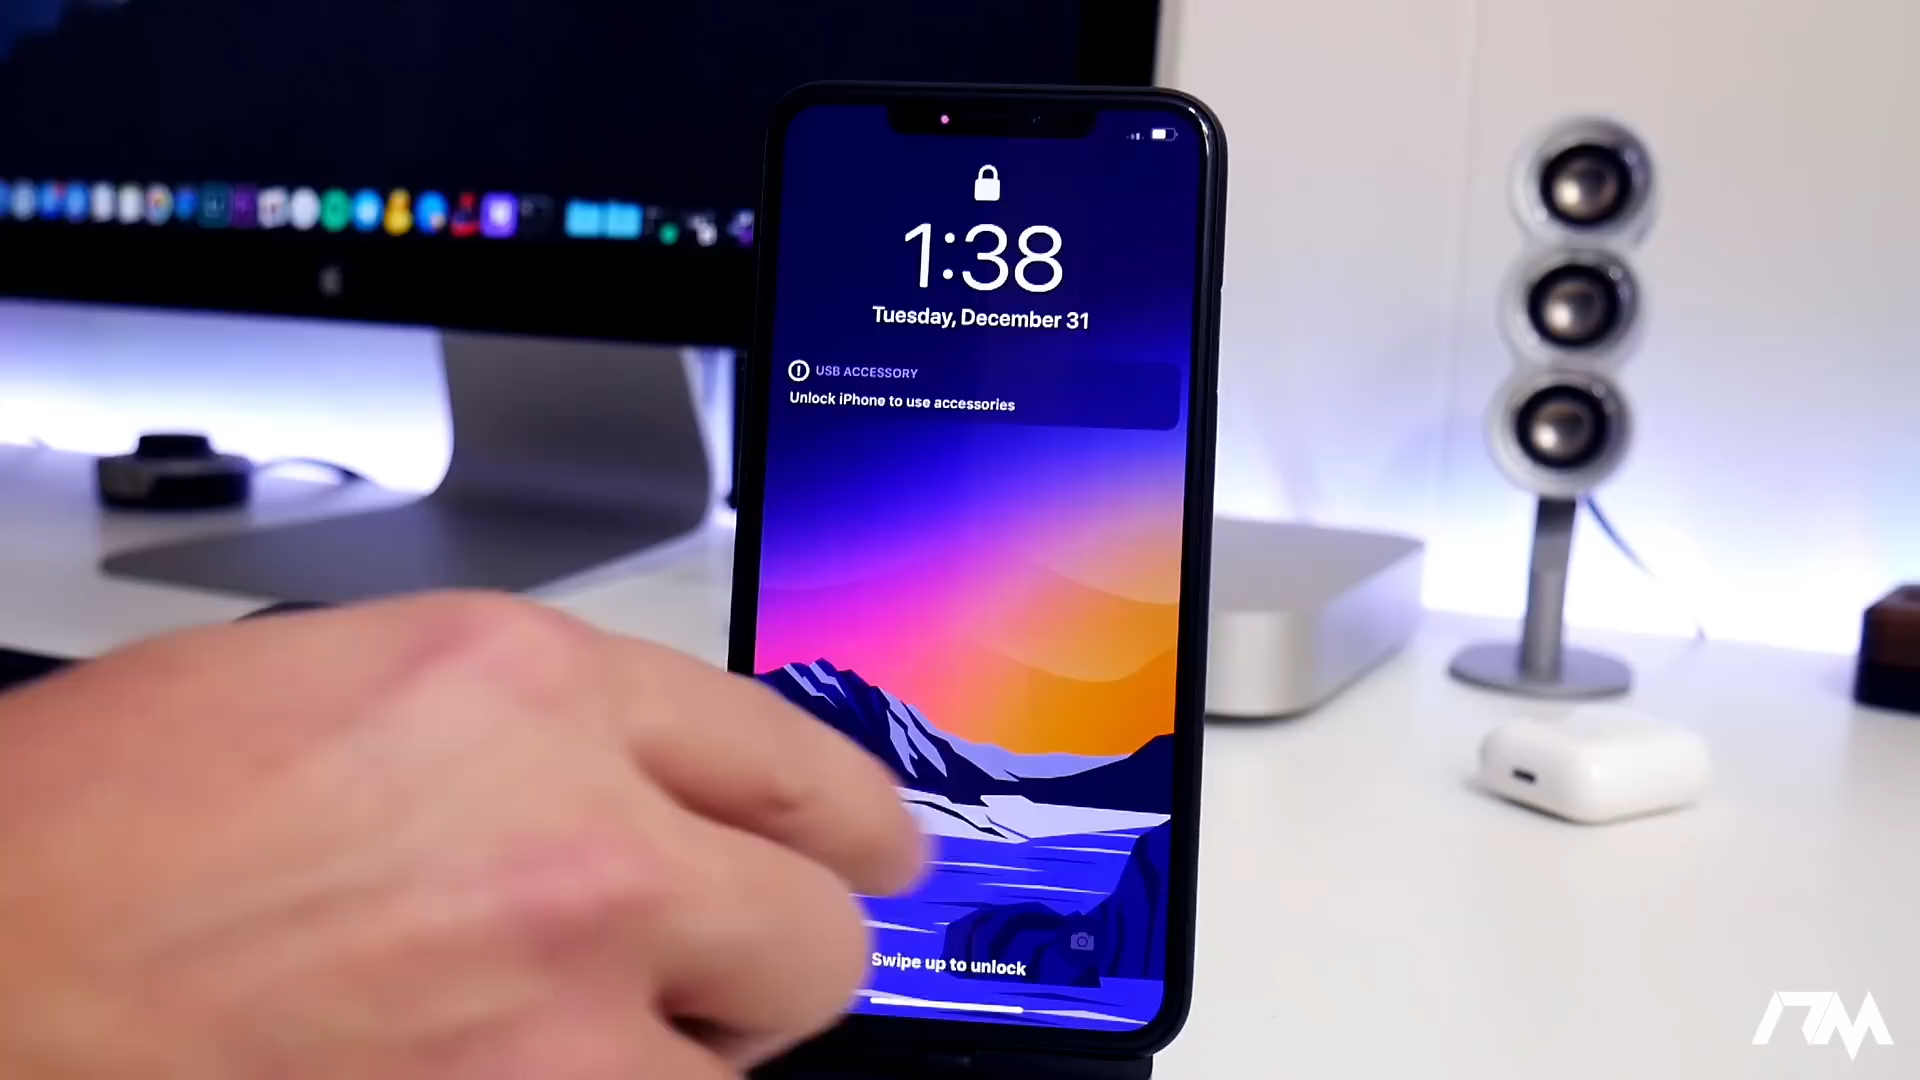 1:38
Tuesday, December 31
USB ACCESSORY
Unlock iPhone to use accessories
Swipe up to unlock